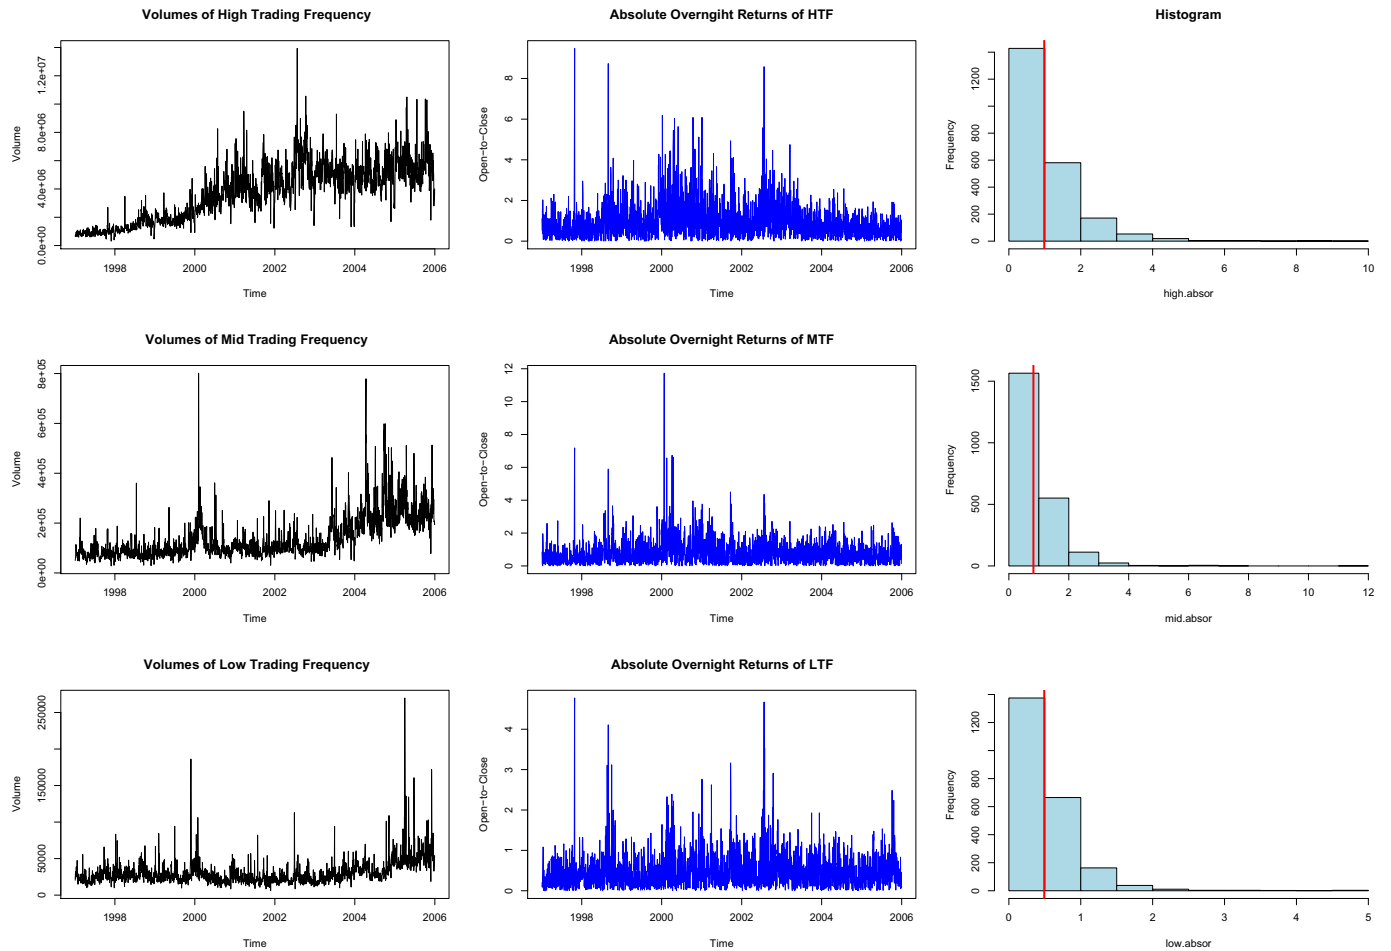 Volumes of High Trading Frequency
Volume
0.0e+00 4.0e+06 8.0e+06 1.2e+07
1998 2000 2002 2004 2006
Time
Absolute Overngiht Returns of HTF
Open-to-Close
0 2 4 6 8
1998 2000 2002 2004 2006
Time
Histogram
Frequency
0 200 400 600 800 1200
0 2 4 6 8 10
high.absor
Volumes of Mid Trading Frequency
Volume
0e+00 2e+05 4e+05 6e+05 8e+05
1998 2000 2002 2004 2006
Time
Absolute Overnight Returns of MTF
Open-to-Close
0 2 4 6 8 10 12
1998 2000 2002 2004 2006
Time
Frequency
0 500 1000 1500
0 2 4 6 8 10 12
mid.absor
Volumes of Low Trading Frequency
Volume
0 50000 150000 250000
1998 2000 2002 2004 2006
Time
Absolute Overnight Returns of LTF
Open-to-Close
0 1 2 3 4
1998 2000 2002 2004 2006
Time
Frequency
0 200 400 600 800 1200
0 1 2 3 4 5
low.absor